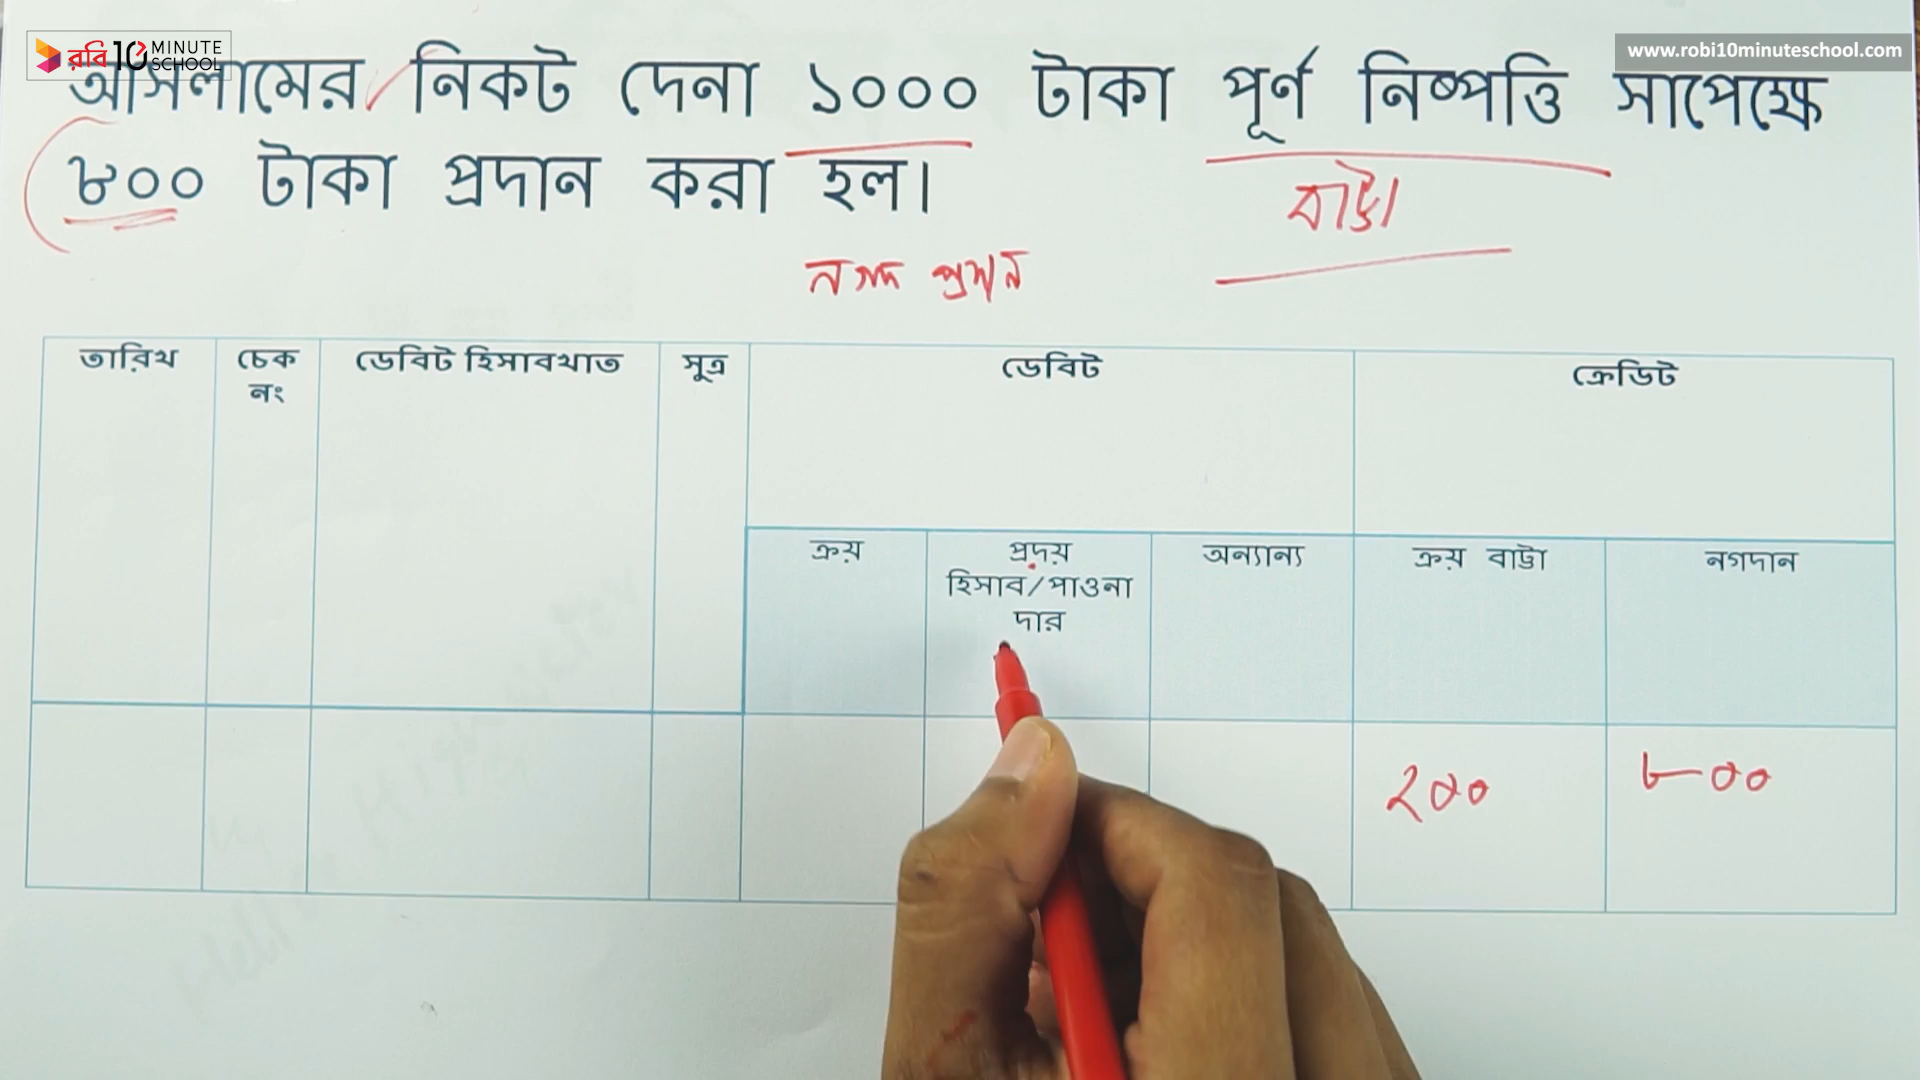 রবি 10 MINUTE SCHOOL
www.robi10minuteschool.com
আসলামের নিকট দেনা ১০০০ টাকা পূর্ণ নিষ্পত্তি সাপেক্ষে
৮০০ টাকা প্রদান করা হল।
বাট্টা
নগদ প্রদান
তারিখ চেক নং ডেবিট হিসাবখাত সুত্র ডেবিট ক্রেডিট
ক্রয় প্রদয় হিসাব/পাওনা দার অন্যান্য ক্রয় বাট্টা নগদান
২০০ ৮০০